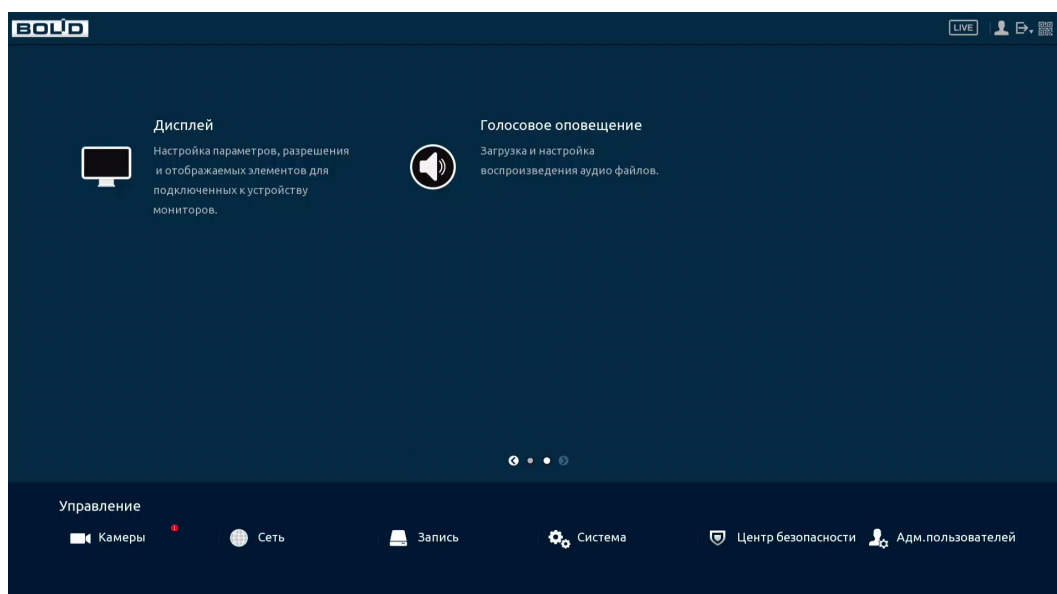 BOLID
LIVE
Дисплей
Настройка параметров, разрешения
и отображаемых элементов для
подключенных к устройству
мониторов.
Голосовое оповещение
Загрузка и настройка
воспроизведения аудио файлов.
Управление
Камеры
1
Сеть
Запись
Система
Центр безопасности
Адм.пользователей